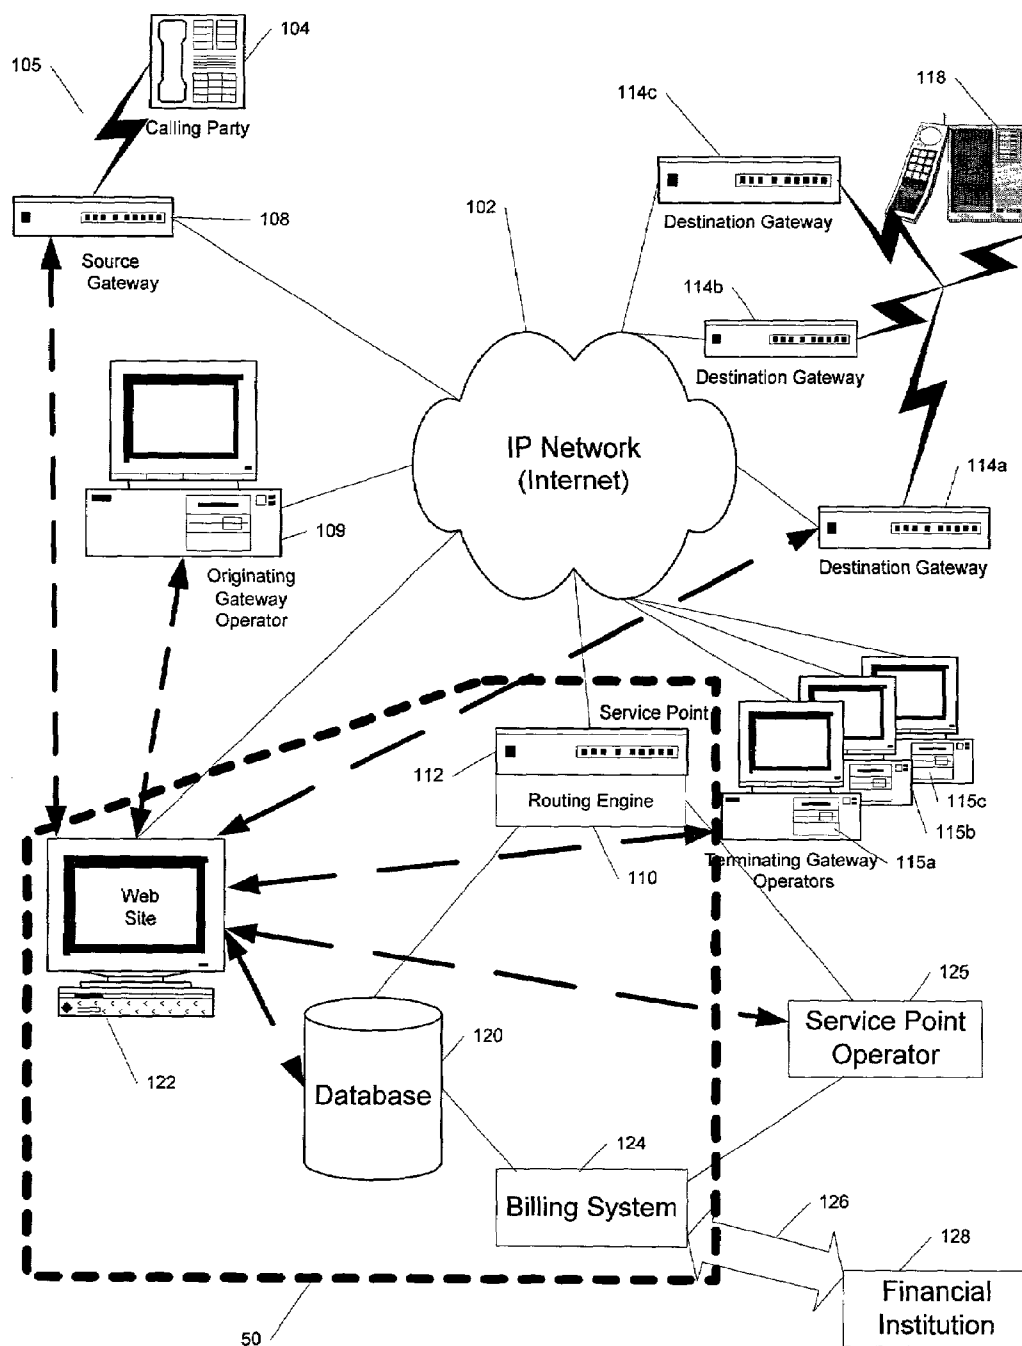 104
105
Calling Party
118
114c
108
Source
Gateway
102
Destination Gateway
114b
Destination Gateway
IP Network
(Internet)
114a
Destination Gateway
109
Originating
Gateway
Operator
Service Point
112
Routing Engine
110
115c
115b
115a
Terminating Gateway
Operators
Web
Site
122
120
Database
125
Service Point
Operator
124
Billing System
126
128
Financial
Institution
50